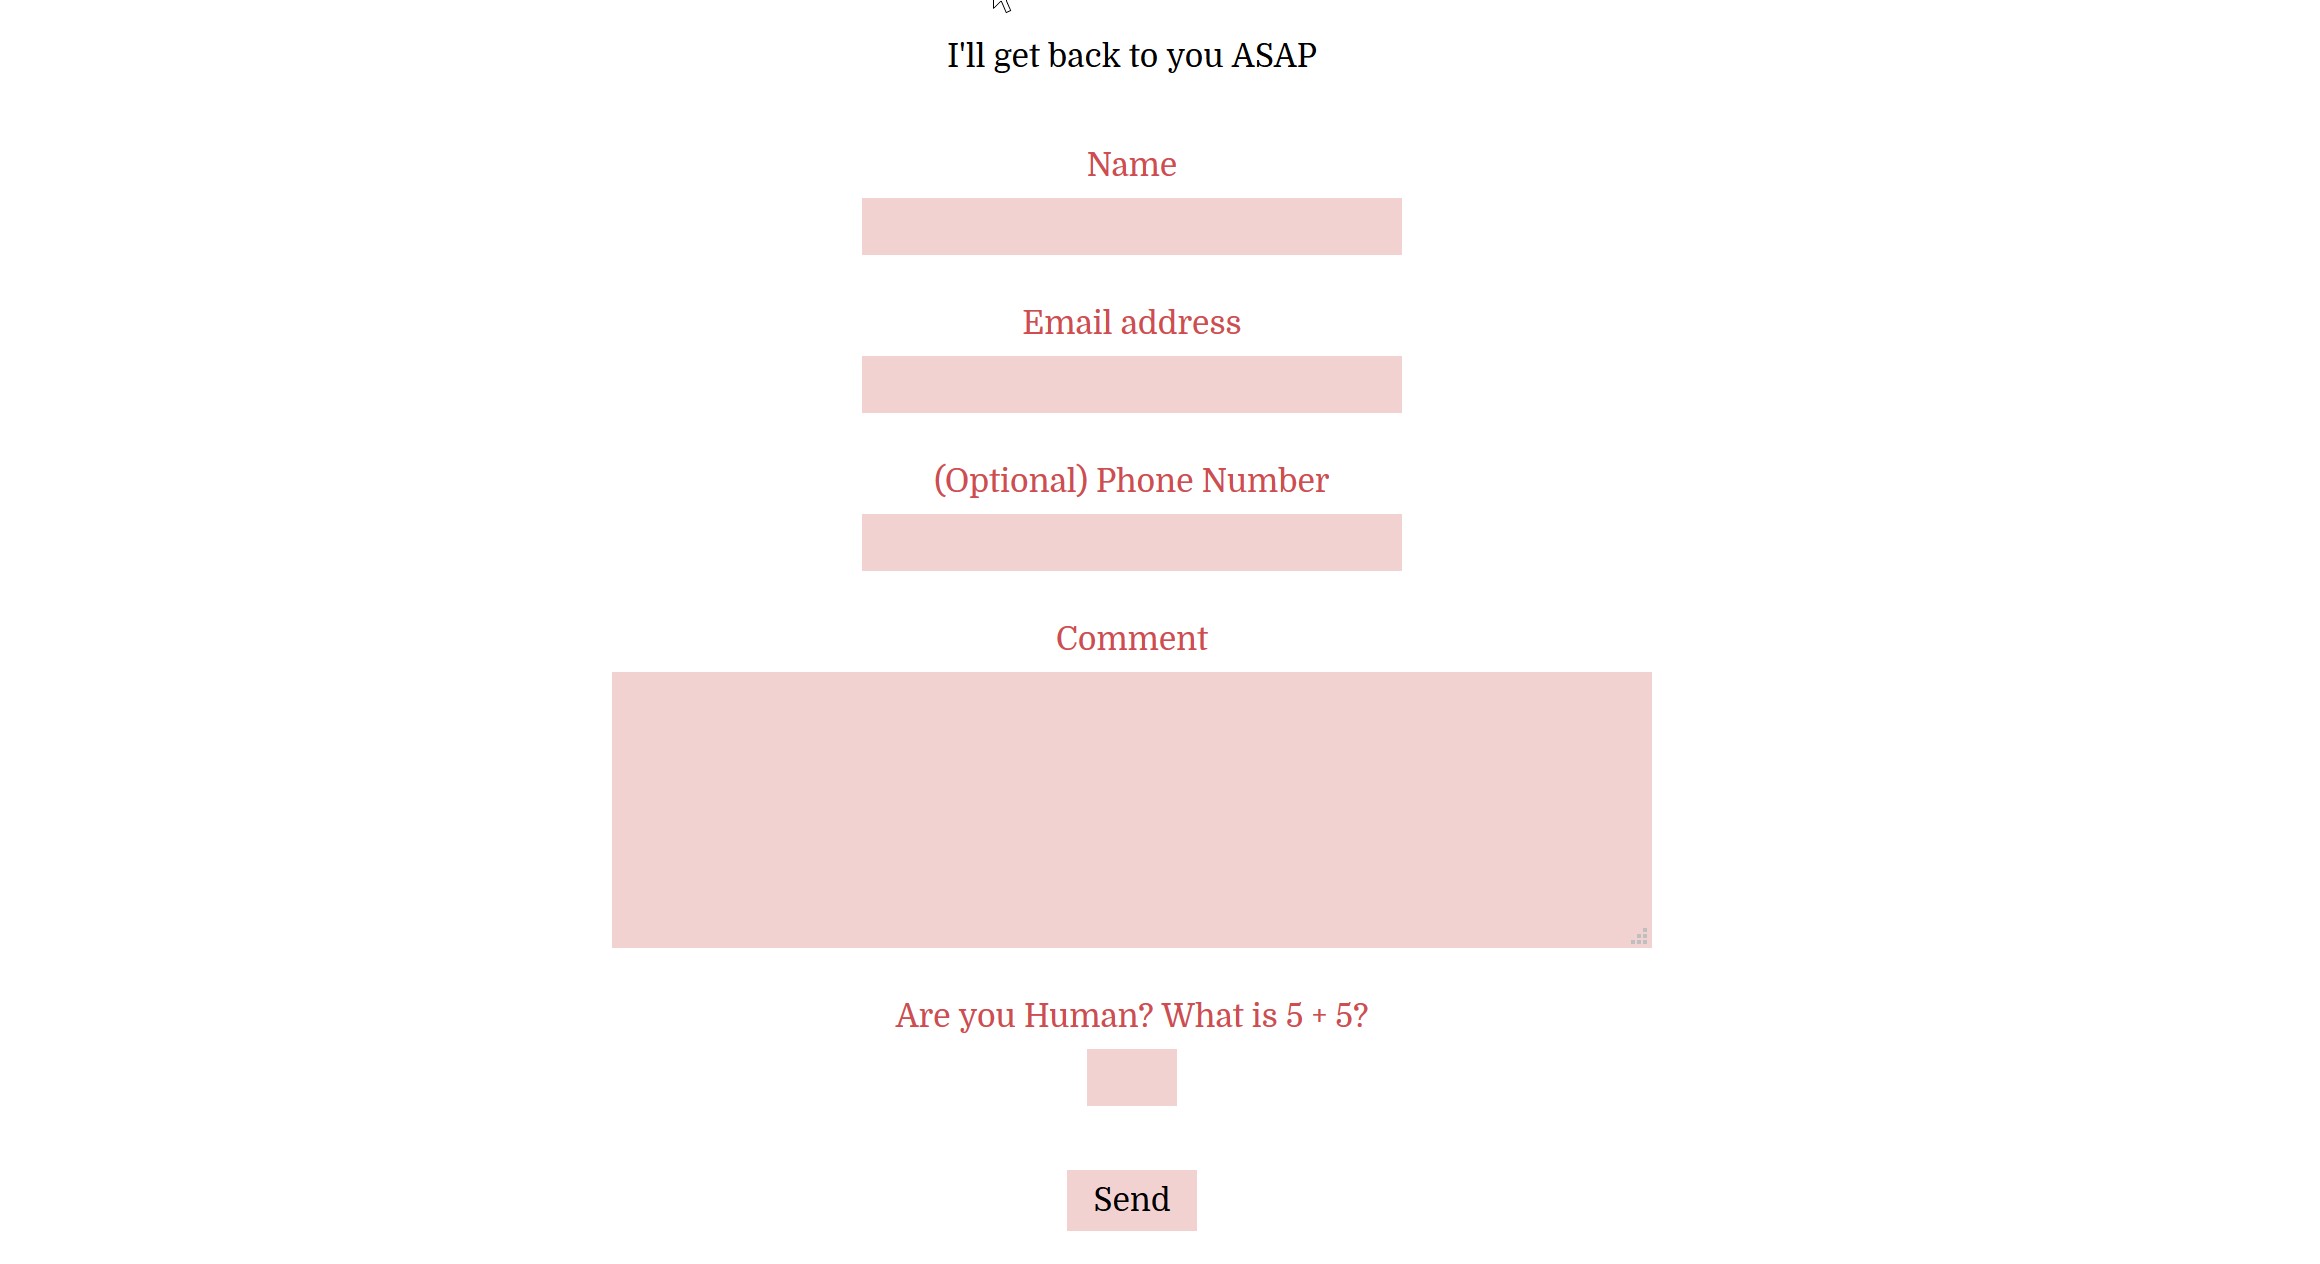 I'll get back to you ASAP
Name
Email address
(Optional) Phone Number
Comment
Are you Human? What is 5 + 5?
Send